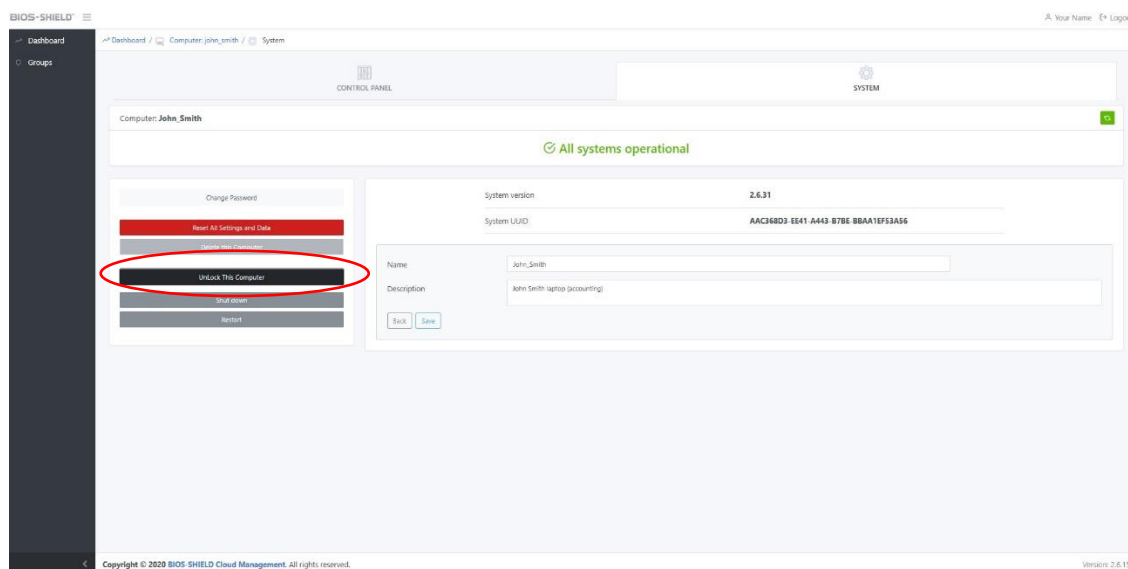 BIOS-SHIELD
Your Name Logou
Dashboard
Groups
Dashboard / Computer: john_smith / System
CONTROL PANEL
SYSTEM
Computer: John_Smith
All systems operational
Change Password
Reset All Settings and Data
Delete this Computer
UnLock This Computer
Shut down
Restart
System version 2.6.31
System UUID AAC368D3-EE41-A443-B7BE-BBAA1EF53A56
Name John_Smith
Description John Smith laptop (accounting)
Back Save
Copyright © 2020 BIOS-SHIELD Cloud Management. All rights reserved.
Version: 2.6.15